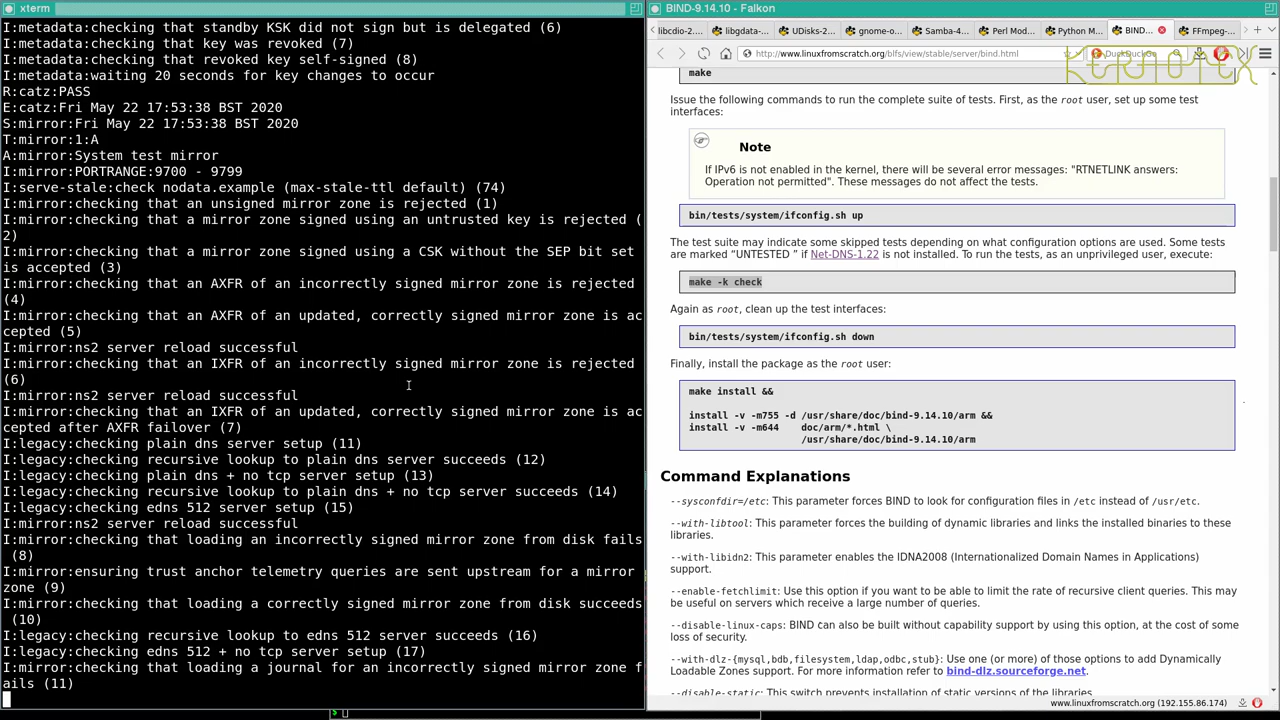 xterm
I:metadata:checking that standby KSK did not sign but is delegated (6)
I:metadata:checking that key was revoked (7)
I:metadata:checking that revoked key self-signed (8)
I:metadata:waiting 20 seconds for key changes to occur
R:catz:PASS
E:catz:Fri May 22 17:53:38 BST 2020
S:mirror:Fri May 22 17:53:38 BST 2020
T:mirror:1:A
A:mirror:System test mirror
I:mirror:PORTRANGE:9700 - 9799
I:serve-stale:check nodata.example (max-stale-ttl default) (74)
I:mirror:checking that an unsigned mirror zone is rejected (1)
I:mirror:checking that a mirror zone signed using an untrusted key is rejected (
2)
I:mirror:checking that a mirror zone signed using a CSK without the SEP bit set
is accepted (3)
I:mirror:checking that an AXFR of an incorrectly signed mirror zone is rejected
(4)
I:mirror:checking that an AXFR of an updated, correctly signed mirror zone is ac
cepted (5)
I:mirror:ns2 server reload successful
I:mirror:checking that an IXFR of an incorrectly signed mirror zone is rejected
(6)
I:mirror:ns2 server reload successful
I:mirror:checking that an IXFR of an updated, correctly signed mirror zone is ac
cepted after AXFR failover (7)
I:legacy:checking plain dns server setup (11)
I:legacy:checking recursive lookup to plain dns server succeeds (12)
I:legacy:checking plain dns + no tcp server setup (13)
I:legacy:checking recursive lookup to plain dns + no tcp server succeeds (14)
I:legacy:checking edns 512 server setup (15)
I:mirror:ns2 server reload successful
I:mirror:checking that loading an incorrectly signed mirror zone from disk fails
(8)
I:mirror:ensuring trust anchor telemetry queries are sent upstream for a mirror
zone (9)
I:mirror:checking that loading a correctly signed mirror zone from disk succeeds
(10)
I:legacy:checking recursive lookup to edns 512 server succeeds (16)
I:legacy:checking edns 512 + no tcp server setup (17)
I:mirror:checking that loading a journal for an incorrectly signed mirror zone f
ails (11)
$
BIND-9.14.10 - Falkon
libcdio-2.... libgdata-... UDisks-2... gnome-o... Samba-4... Perl Mod... Python M... BIND... FFmpeg-...
http://www.linuxfromscratch.org/blfs/view/stable/server/bind.html DuckDuckGo
KERNOTEX
make
Issue the following commands to run the complete suite of tests. First, as the root user, set up some test
interfaces:
Note
If IPv6 is not enabled in the kernel, there will be several error messages: "RTNETLINK answers:
Operation not permitted". These messages do not affect the tests.
bin/tests/system/ifconfig.sh up
The test suite may indicate some skipped tests depending on what configuration options are used. Some tests
are marked “UNTESTED ” if Net-DNS-1.22 is not installed. To run the tests, as an unprivileged user, execute:
make -k check
Again as root, clean up the test interfaces:
bin/tests/system/ifconfig.sh down
Finally, install the package as the root user:
make install &&
install -v -m755 -d /usr/share/doc/bind-9.14.10/arm &&
install -v -m644    doc/arm/*.html \
/usr/share/doc/bind-9.14.10/arm
Command Explanations
--sysconfdir=/etc: This parameter forces BIND to look for configuration files in /etc instead of /usr/etc.
--with-libtool: This parameter forces the building of dynamic libraries and links the installed binaries to these
libraries.
--with-libidn2: This parameter enables the IDNA2008 (Internationalized Domain Names in Applications)
support.
--enable-fetchlimit: Use this option if you want to be able to limit the rate of recursive client queries. This may
be useful on servers which receive a large number of queries.
--disable-linux-caps: BIND can also be built without capability support by using this option, at the cost of some
loss of security.
--with-dlz-{mysql,bdb,filesystem,ldap,odbc,stub}: Use one (or more) of those options to add Dynamically
Loadable Zones support. For more information refer to bind-dlz.sourceforge.net.
--disable-static: This switch prevents installation of static versions of the libraries.
www.linuxfromscratch.org (192.155.86.174)